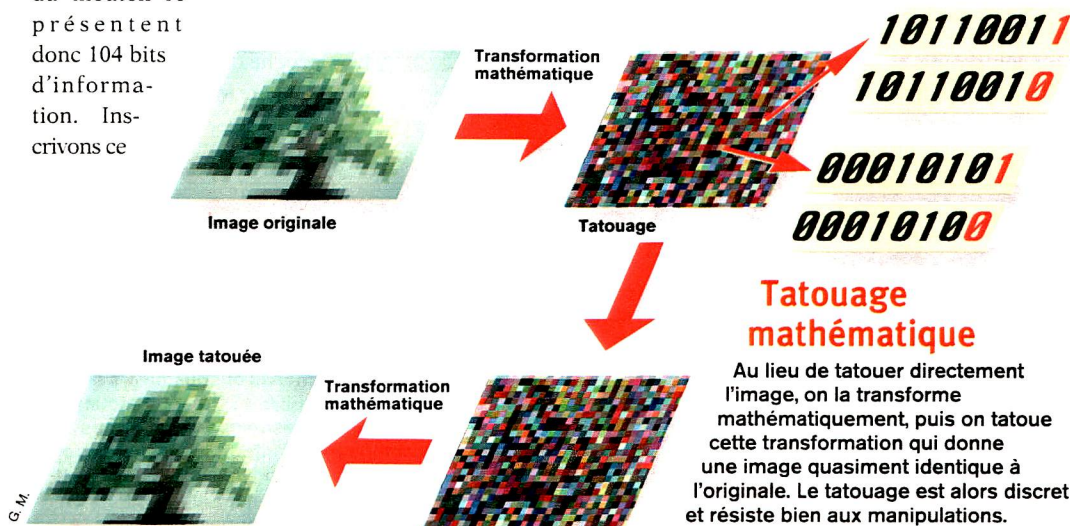 présentent
donc 104 bits
d'informa-
tion. Ins-
crivons ce
Transformation
mathématique
10110011
10110010
00010101
00010100
Image originale
Tatouage
Tatouage
mathématique
Au lieu de tatouer directement
l'image, on la transforme
mathématiquement, puis on tatoue
cette transformation qui donne
une image quasiment identique à
l'originale. Le tatouage est alors discret
et résiste bien aux manipulations.
Image tatouée
Transformation
mathématique
G. M.